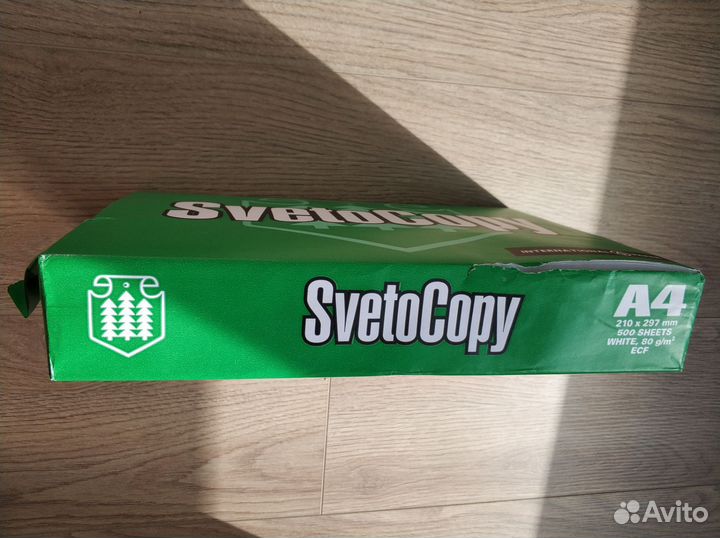 SvetoCopy
SvetoCopy
A4
210 x 297 mm
500 SHEETS
WHITE, 80 g/m²
ECF
Avito